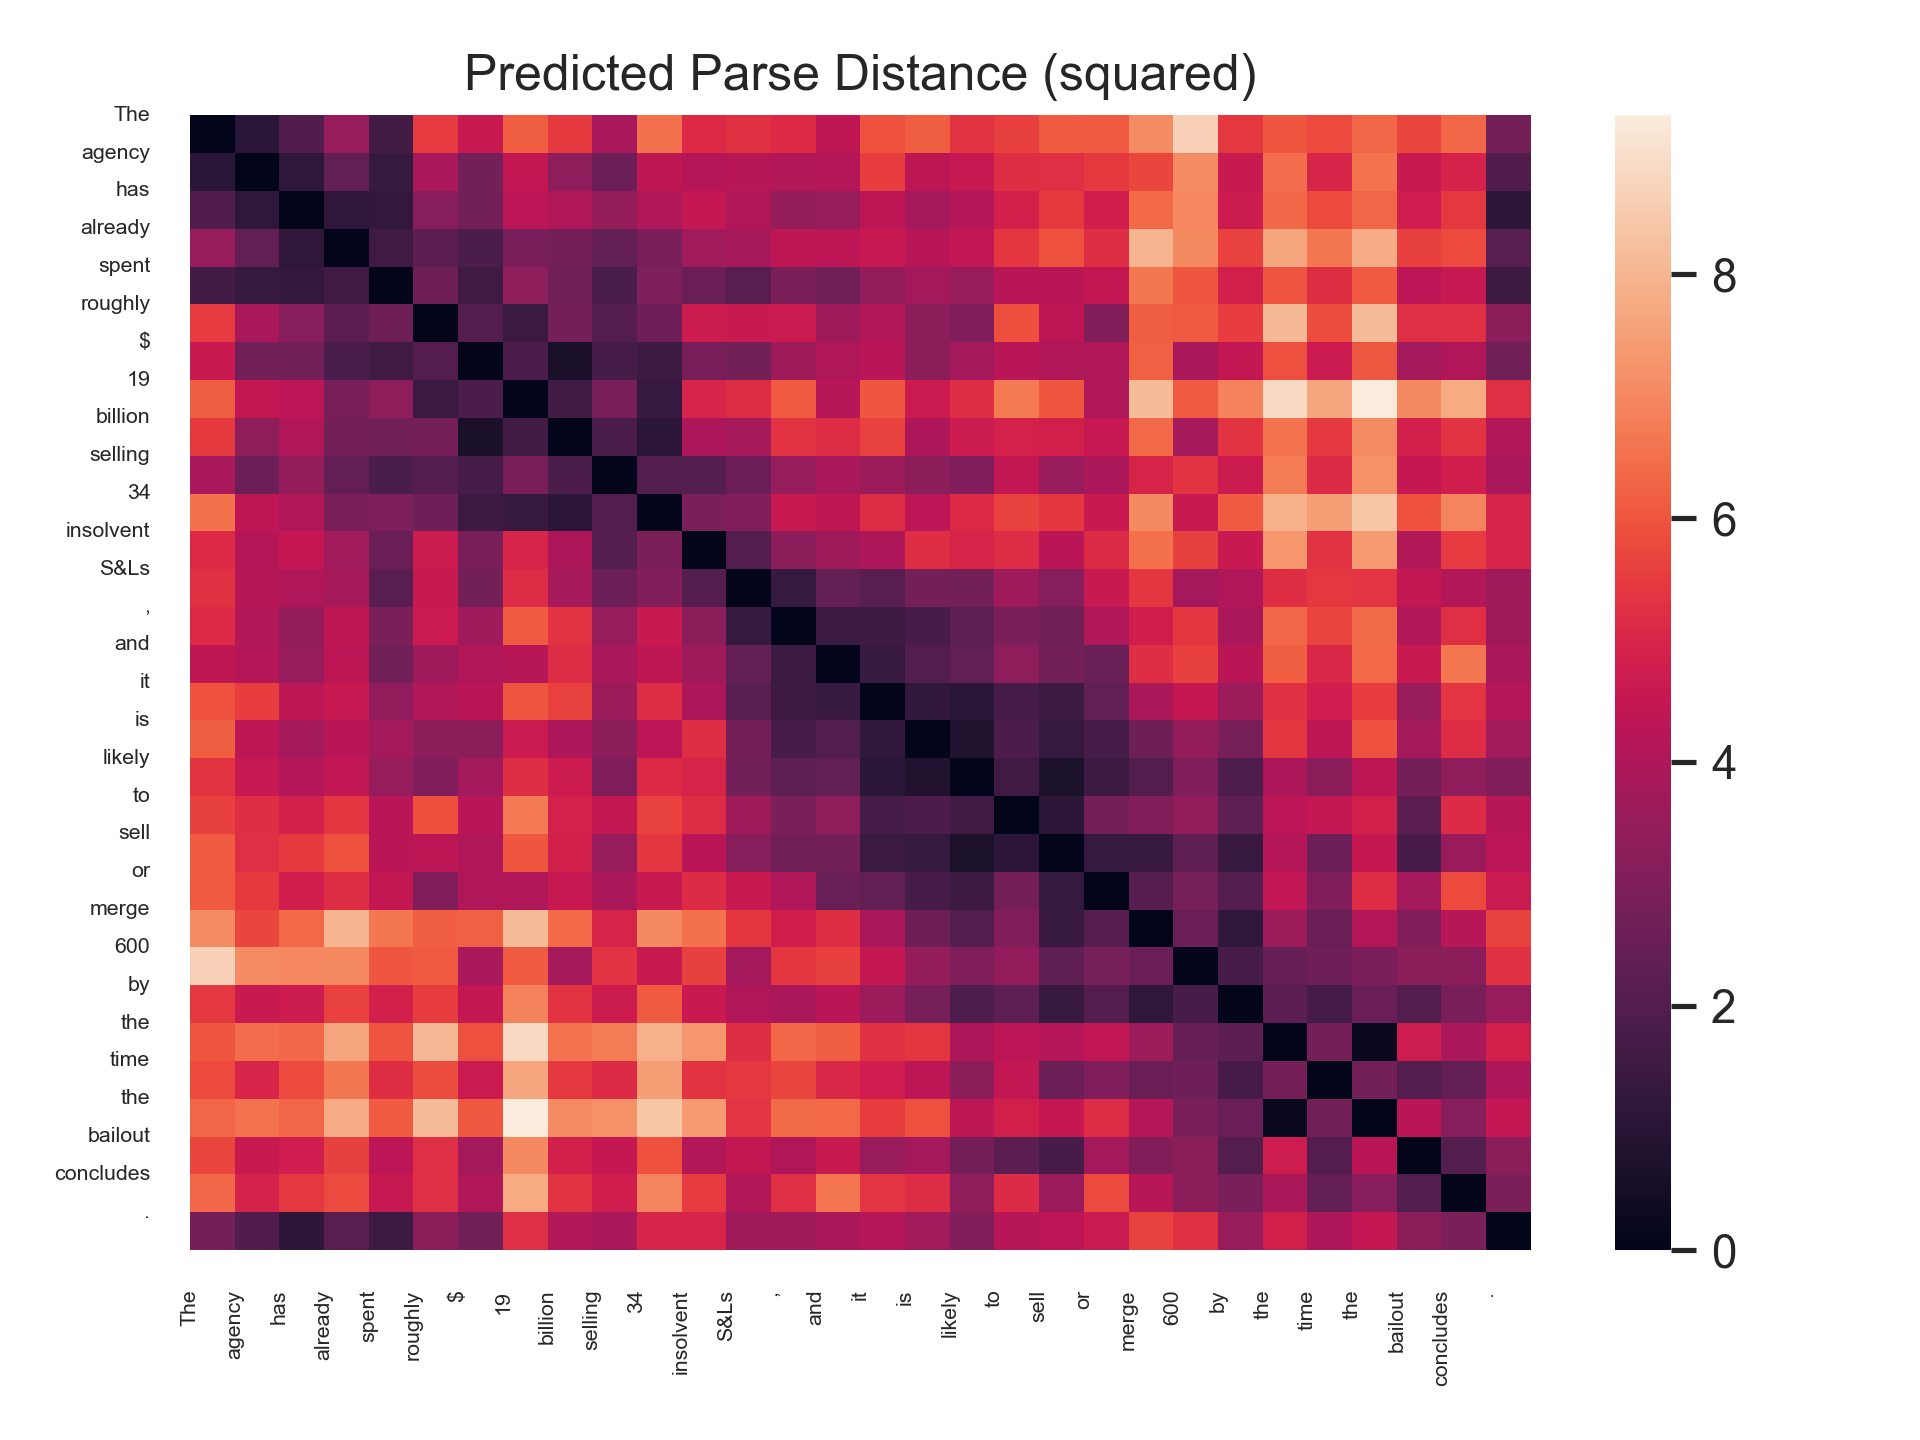 Predicted Parse Distance (squared)
The
agency
has
already
spent
roughly
$
19
billion
selling
34
insolvent
S&Ls
,
and
it
is
likely
to
sell
or
merge
600
by
the
time
the
bailout
concludes
.
8
6
4
2
0
The agency has already spent roughly $ 19 billion selling 34 insolvent S&Ls , and it is likely to sell or merge 600 by the time the bailout concludes .